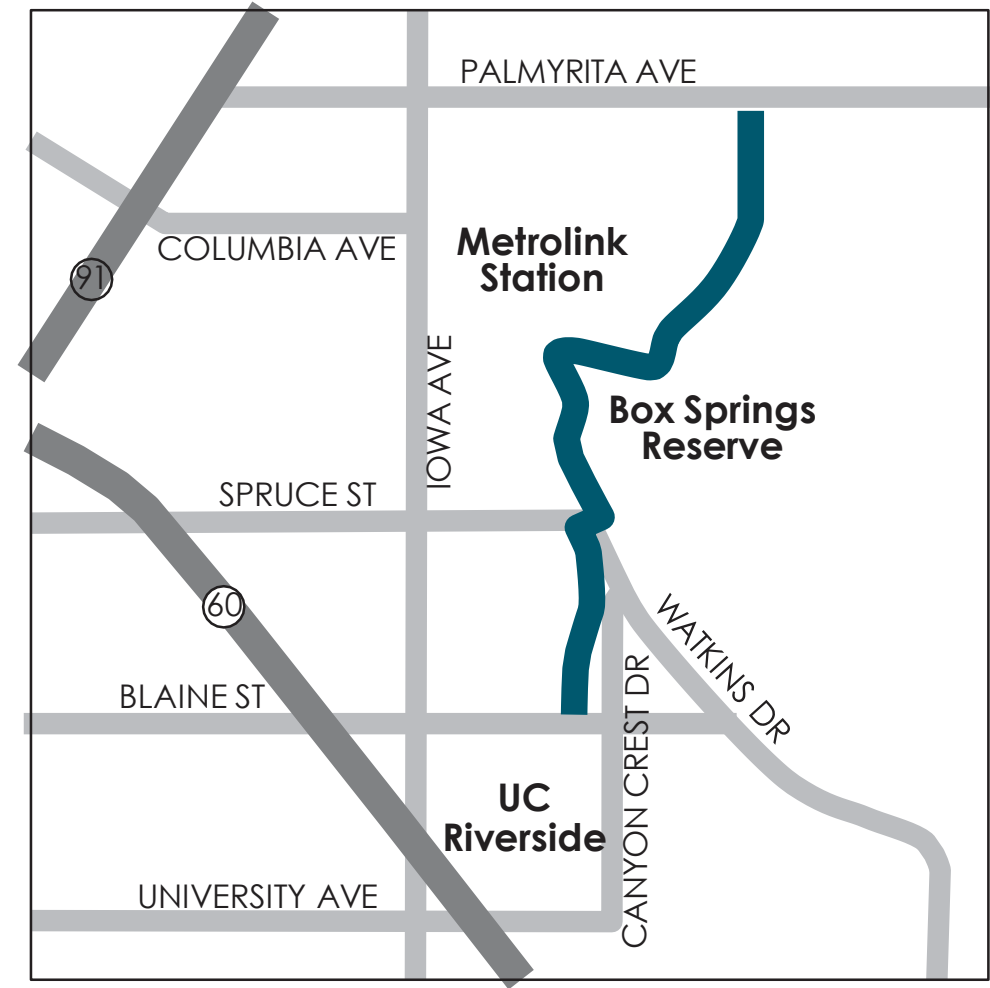 PALMYRITA AVE
Metrolink
Station
COLUMBIA AVE
91
IOWA AVE
Box Springs
Reserve
SPRUCE ST
60
WATKINS DR
BLAINE ST
CANYON CREST DR
UC
Riverside
UNIVERSITY AVE